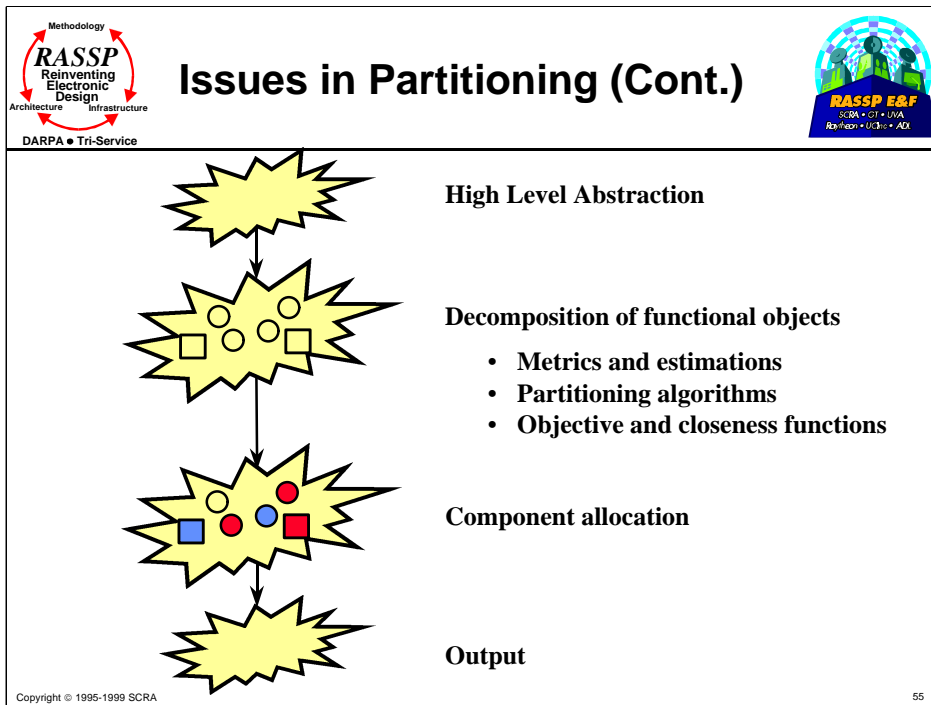 Methodology
RASSP
Reinventing
Electronic
Design
Architecture Infrastructure
DARPA ● Tri-Service
Issues in Partitioning (Cont.)
RASSP E&F
SCRA • GT • UVA
Raytheon • UCinc • ADL
High Level Abstraction
Decomposition of functional objects
• Metrics and estimations
• Partitioning algorithms
• Objective and closeness functions
Component allocation
Output
Copyright © 1995-1999 SCRA
55